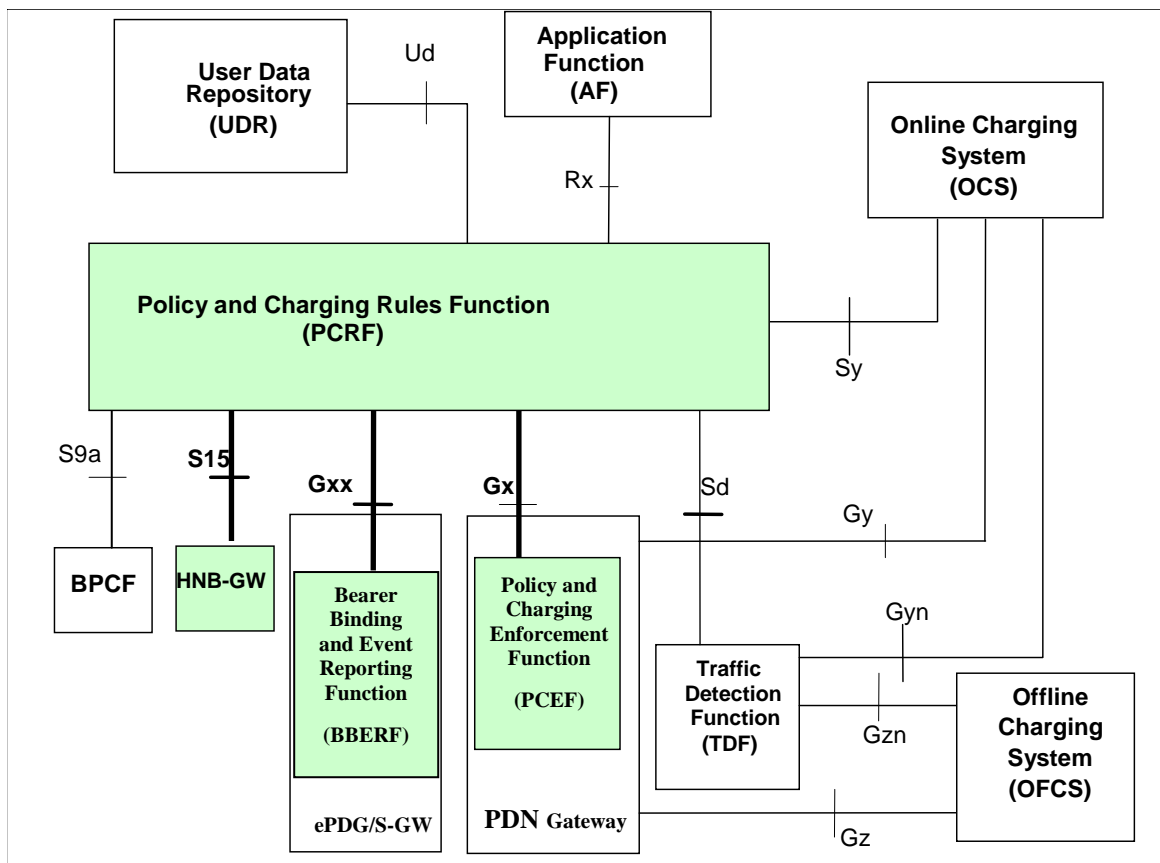 User Data
Repository
(UDR)
Ud
Application
Function
(AF)
Rx
Online Charging
System
(OCS)
Policy and Charging Rules Function
(PCRF)
Sy
S9a
S15
Gxx
Gx
Sd
Gy
BPCF
HNB-GW
Bearer
Binding
and Event
Reporting
Function
(BBERF)
ePDG/S-GW
Policy and
Charging
Enforcement
Function
(PCEF)
PDN Gateway
Gyn
Traffic
Detection
Function
(TDF)
Gzn
Offline
Charging
System
(OFCS)
Gz